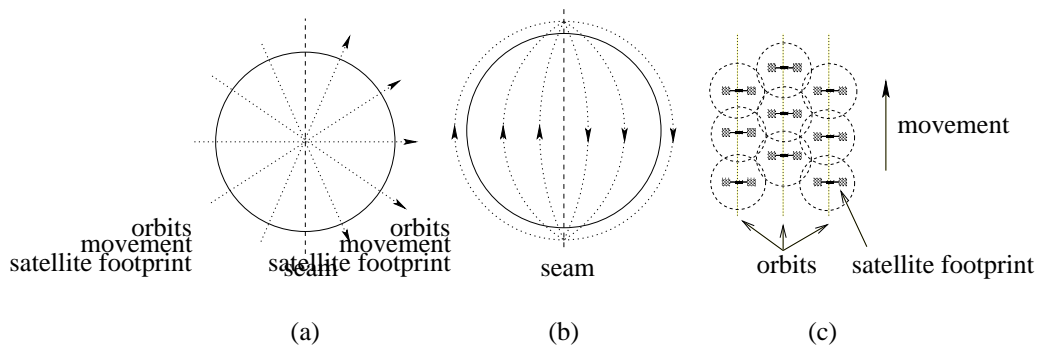 movement
orbits
movement
satellite footprint
orbits
movement
satellite footprint
seam
seam
orbits
satellite footprint
(a)
(b)
(c)